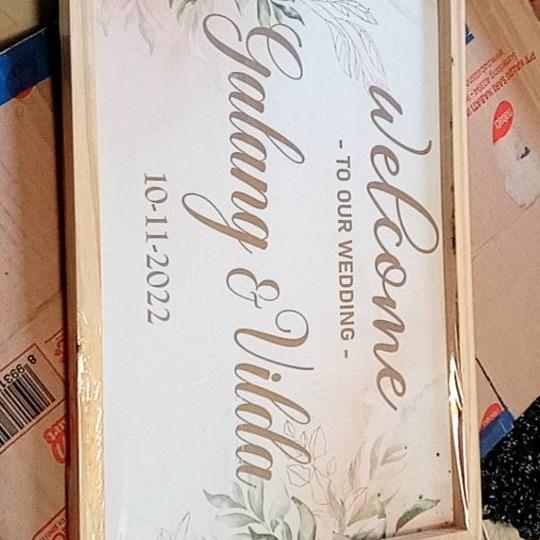 welcome
- TO OUR WEDDING -
Galang & Vilda
10-11-2022